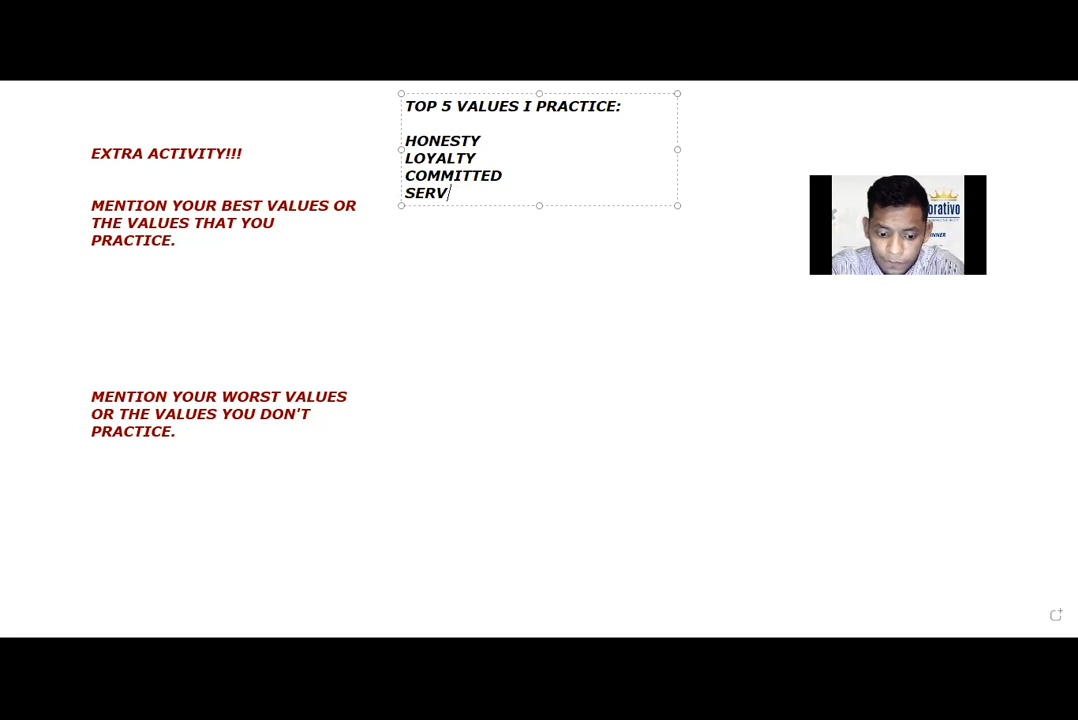 EXTRA ACTIVITY!!!
MENTION YOUR BEST VALUES OR
THE VALUES THAT YOU
PRACTICE.
MENTION YOUR WORST VALUES
OR THE VALUES YOU DON'T
PRACTICE.
TOP 5 VALUES I PRACTICE:
HONESTY
LOYALTY
COMMITTED
SERV
orativo